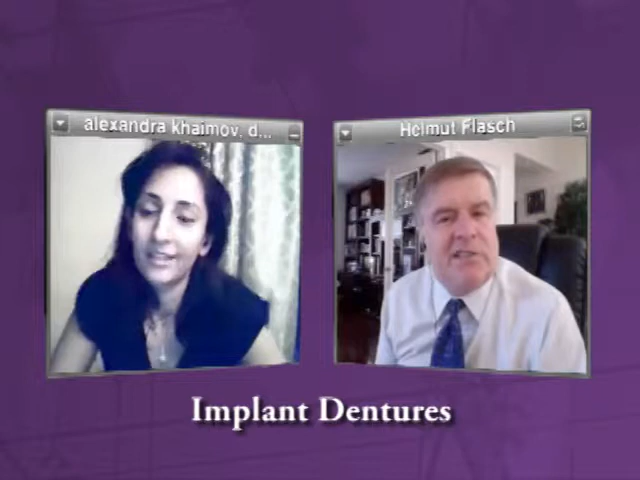 alexandra khaimov, d...
Helmut Flasch
Implant Dentures